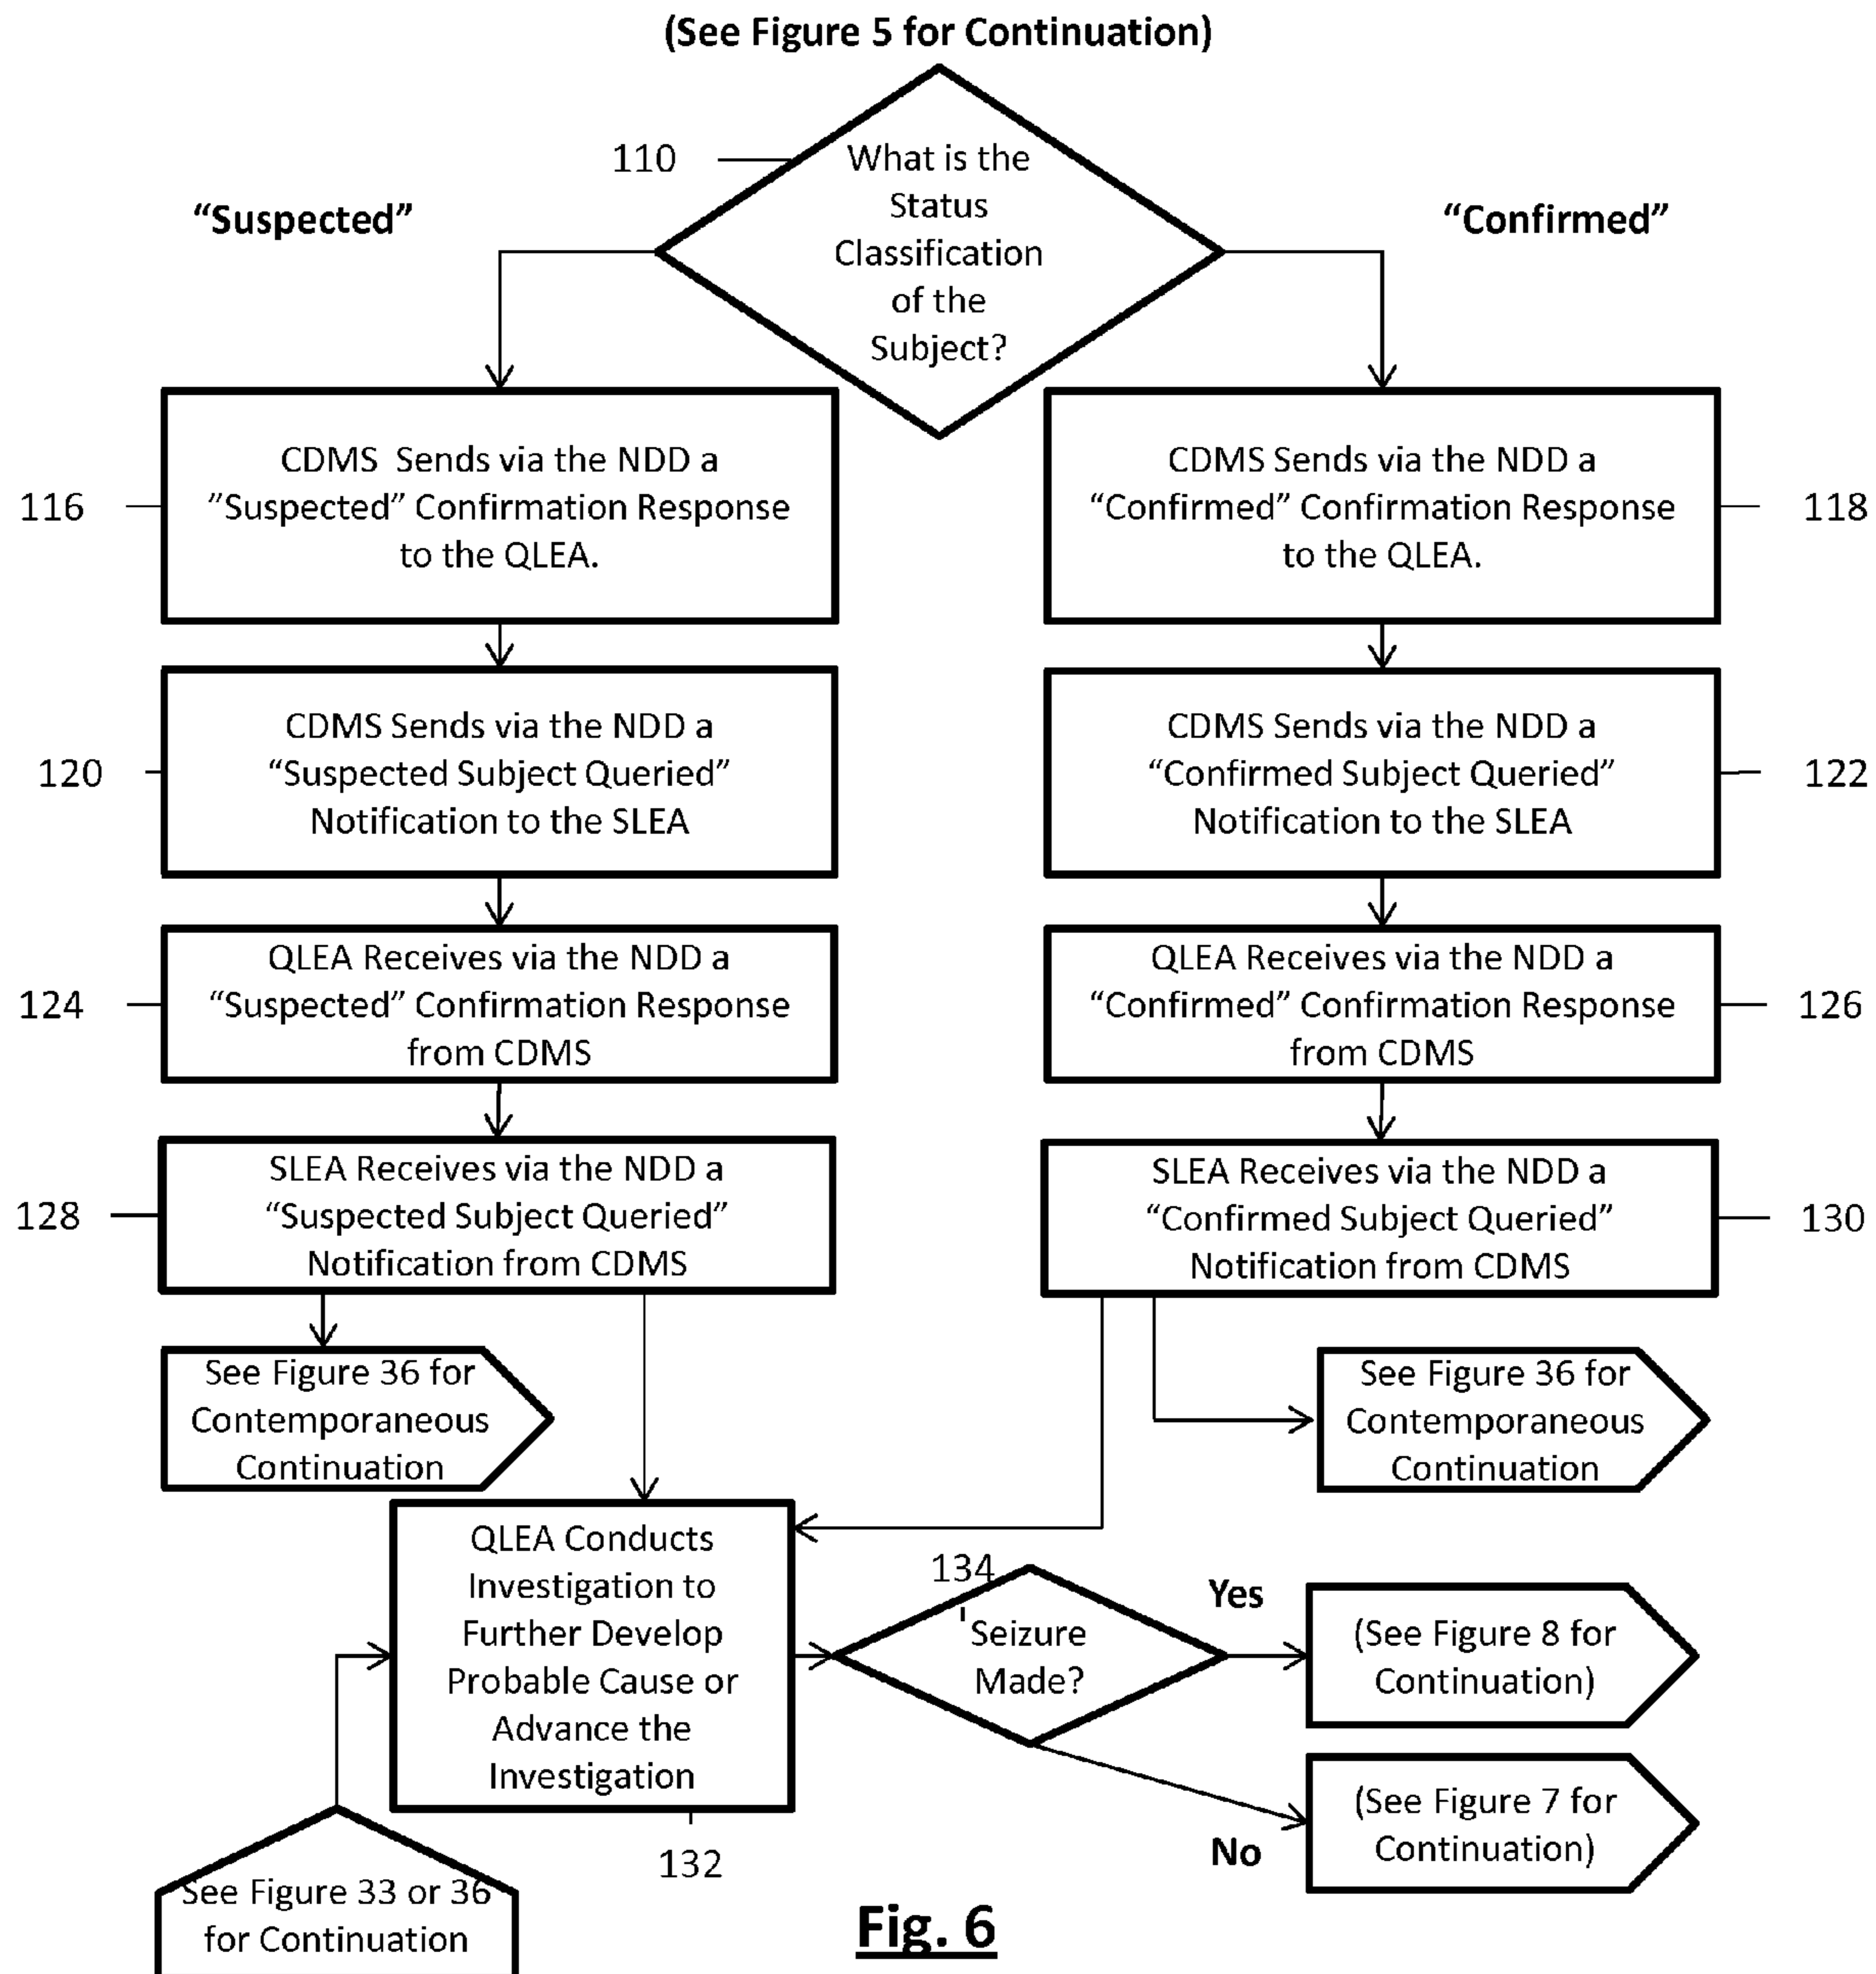 (See Figure 5 for Continuation)
110
What is the
Status
Classification
of the
Subject?
“Suspected”
“Confirmed”
116
CDMS Sends via the NDD a
”Suspected” Confirmation Response
to the QLEA.
CDMS Sends via the NDD a
“Confirmed” Confirmation Response
to the QLEA.
118
120
CDMS Sends via the NDD a
“Suspected Subject Queried”
Notification to the SLEA
CDMS Sends via the NDD a
“Confirmed Subject Queried”
Notification to the SLEA
122
124
QLEA Receives via the NDD a
“Suspected” Confirmation Response
from CDMS
QLEA Receives via the NDD a
“Confirmed” Confirmation Response
from CDMS
126
128
SLEA Receives via the NDD a
“Suspected Subject Queried”
Notification from CDMS
SLEA Receives via the NDD a
“Confirmed Subject Queried”
Notification from CDMS
130
See Figure 36 for
Contemporaneous
Continuation
See Figure 36 for
Contemporaneous
Continuation
QLEA Conducts
Investigation to
Further Develop
Probable Cause or
Advance the
Investigation
132
134
Seizure
Made?
Yes
(See Figure 8 for
Continuation)
No
(See Figure 7 for
Continuation)
See Figure 33 or 36
for Continuation
Fig. 6